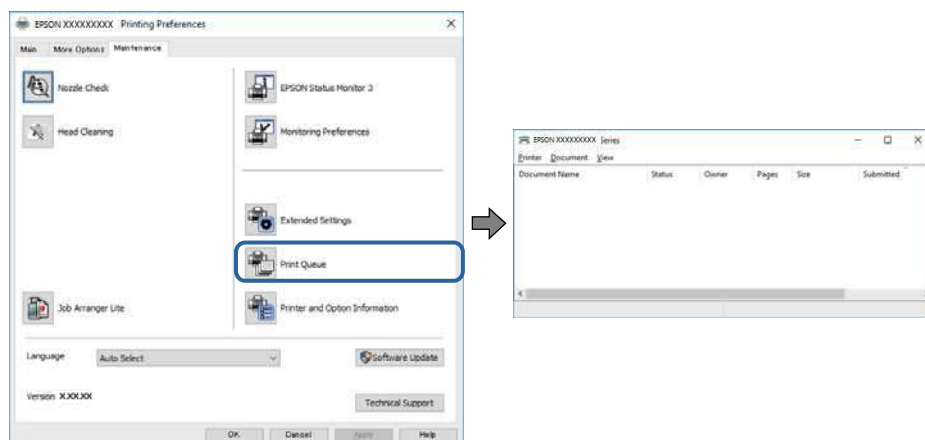 EPSON XXXXXXXXX Printing Preferences
Main More Options Maintenance
Nozzle Check
EPSON Status Monitor 3
Head Cleaning
Monitoring Preferences
Extended Settings
Print Queue
Job Arranger Lite
Printer and Option Information
Language Auto Select
Software Update
Version X.XX.XX
Technical Support
OK Cancel Apply Help
EPSON XXXXXXXXX Series
Printer Document View
Document Name Status Owner Pages Size Submitted